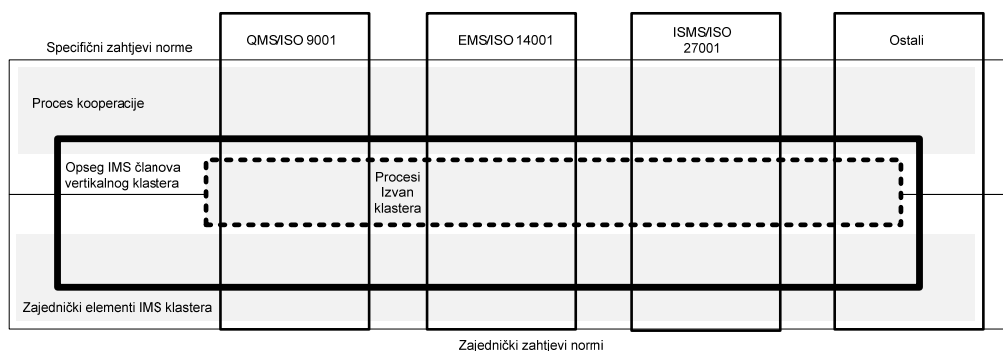 Specifični zahtjevi norme
QMS/ISO 9001
EMS/ISO 14001
ISMS/ISO
27001
Ostali
Proces kooperacije
Opseg IMS članova
vertikalnog klastera
Procesi
Izvan
klastera
Zajednički elementi IMS klastera
Zajednički zahtjevi normi